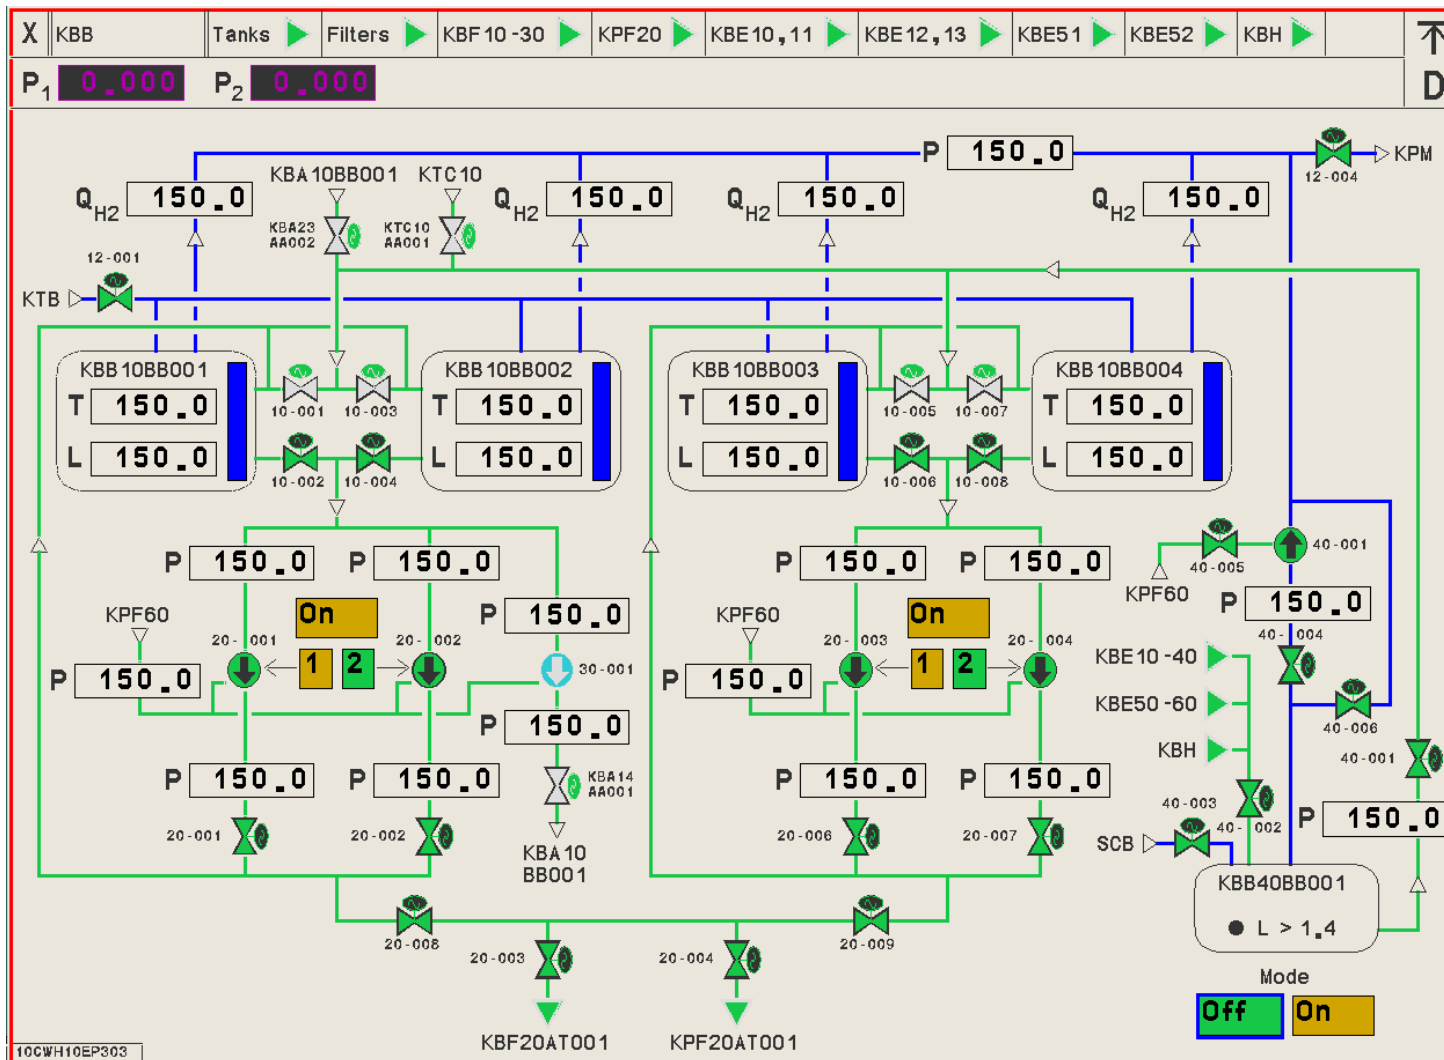 X KBB Tanks Filters KBF10-30 KPF20 KBE10,11 KBE12,13 KBE51 KBE52 KBH
P1 0.000 P2 0.000 D
P 150.0 12-004 KPM
KBA10BB001 KTC10
QH2 150.0 QH2 150.0 QH2 150.0 QH2 150.0
KBA23 AA002 KTC10 AA001
12-001
KTB
KBB10BB001 KBB10BB002 KBB10BB003 KBB10BB004
T 150.0 10-001 10-003 T 150.0 T 150.0 10-005 10-007 T 150.0
L 150.0 10-002 10-004 L 150.0 L 150.0 10-006 10-008 L 150.0
P 150.0 P 150.0 P 150.0 P 150.0 40-005 40-001
KPF60 On P 150.0 KPF60 On KPF60 P 150.0
20-001 20-002 20-003 20-004 40-004
P 150.0 1 2 30-001 P 150.0 1 2 KBE10-40
P 150.0 KBE50-60 40-006
P 150.0 P 150.0 KBA14 AA001 P 150.0 P 150.0 KBH 40-001
20-001 20-002 20-006 20-007 40-003 40-002 P 150.0
KBA10
BB001
SCB
KBB40BB001
L > 1.4
20-008 20-009
20-003 20-004
Mode
Off On
KBF20AT001 KPF20AT001
10CWH10EP303